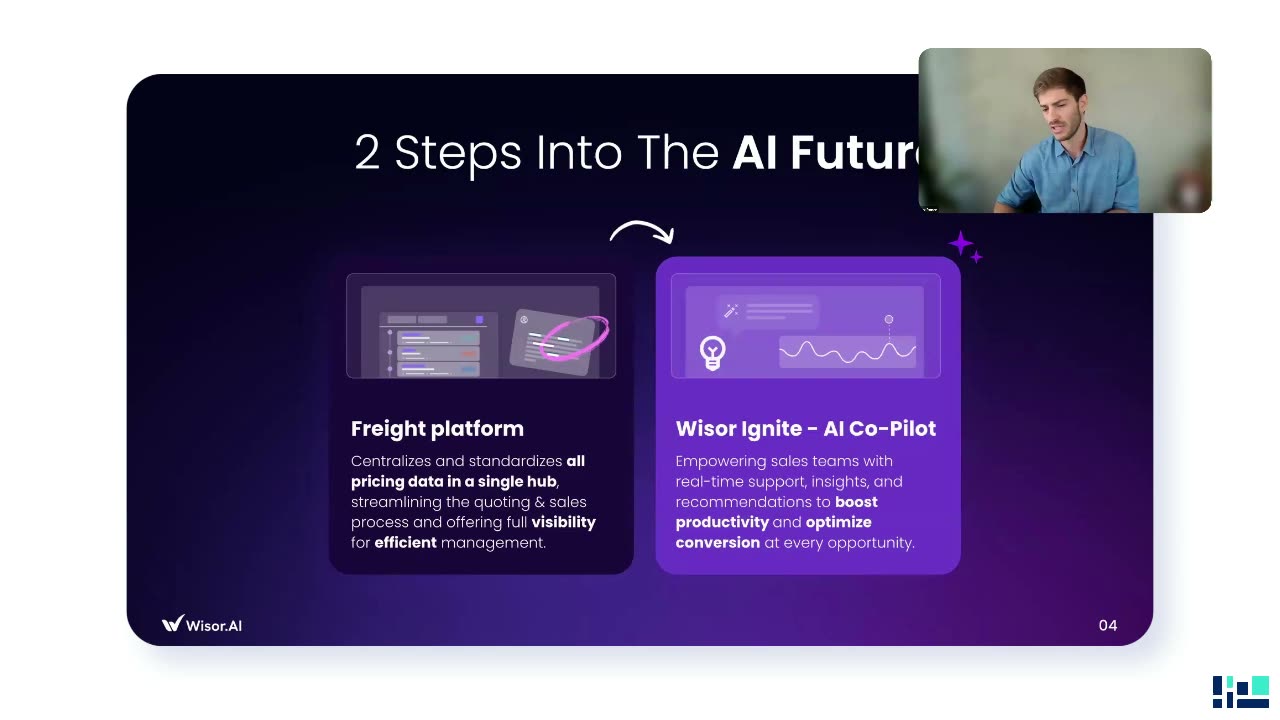 2 Steps Into The AI Future
Freight platform
Centralizes and standardizes all
pricing data in a single hub,
streamlining the quoting & sales
process and offering full visibility
for efficient management.
Wisor Ignite - AI Co-Pilot
Empowering sales teams with
real-time support, insights, and
recommendations to boost
productivity and optimize
conversion at every opportunity.
Wisor.AI
04